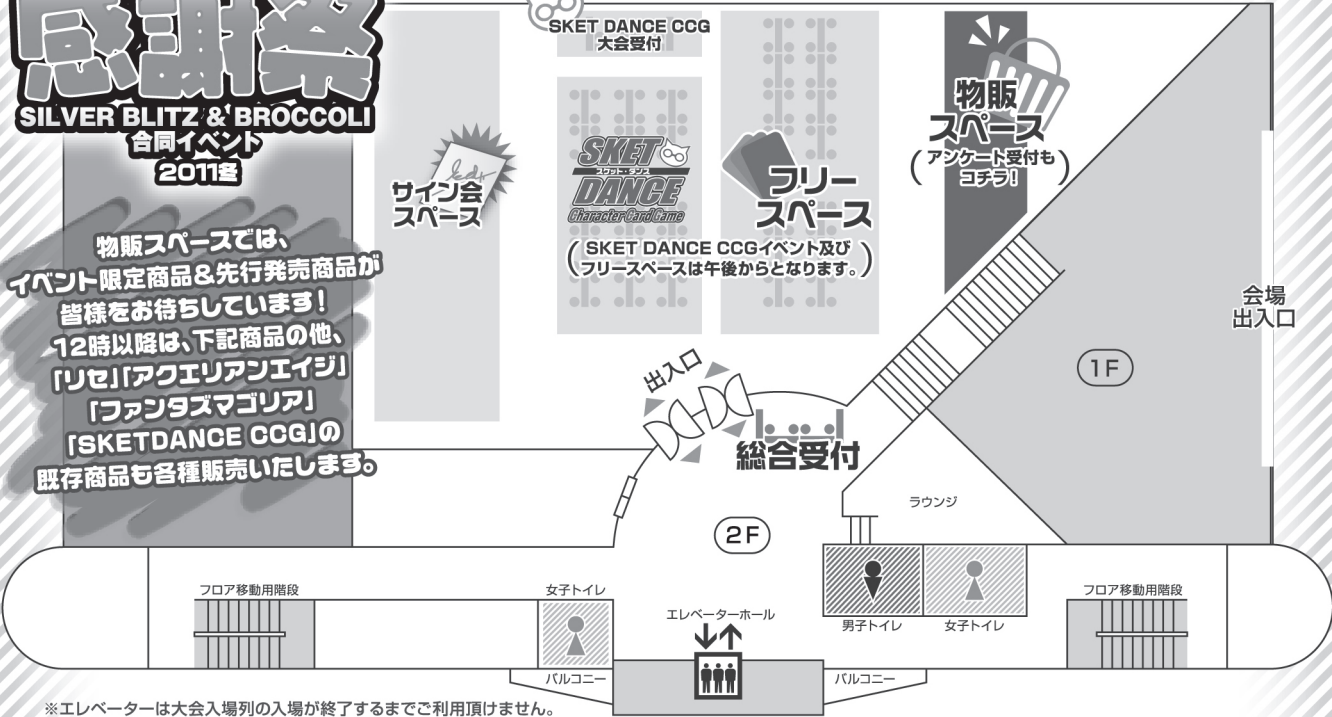 感謝祭
SILVER BLITZ & BROCCOLI
合同イベント
2011冬
物販スペースでは、
イベント限定商品&先行発売商品が
皆様をお待ちしています!
12時以降は、下記商品の他、
「リセ」「アクエリアンエイジ」
「ファンタズマゴリア」
「SKETDANCE CCG」の
既存商品も各種販売いたします。
サイン会
スペース
SKET DANCE CCG
大会受付
SKET
スケット・ダンス
DANCE
Character Card Game
フリー
スペース
(SKET DANCE CCGイベント及び
フリースペースは午後からとなります。)
物販
スペース
(アンケート受付も
コチラ!)
会場
出入口
1F
出入口
総合受付
ラウンジ
2F
フロア移動用階段
女子トイレ
エレベーターホール
男子トイレ
女子トイレ
フロア移動用階段
バルコニー
バルコニー
※エレベーターは大会入場列の入場が終了するまでご利用頂けません。